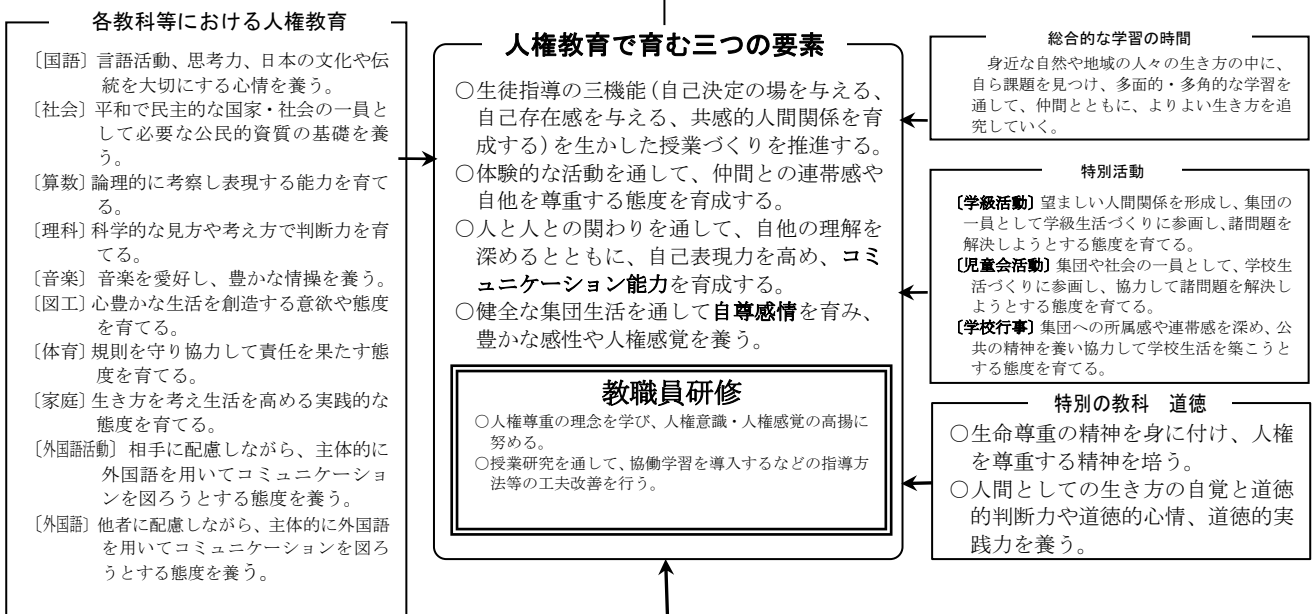 各教科等における人権教育
〔国語〕言語活動、思考力、日本の文化や伝
統を大切にする心情を養う。
〔社会〕平和で民主的な国家・社会の一員と
して必要な公民的資質の基礎を養
う。
〔算数〕論理的に考察し表現する能力を育て
る。
〔理科〕科学的な見方や考え方で判断力を育
てる。
〔音楽〕音楽を愛好し、豊かな情操を養う。
〔図工〕心豊かな生活を創造する意欲や態度
を育てる。
〔体育〕規則を守り協力して責任を果たす態
度を育てる。
〔家庭〕生き方を考え生活を高める実践的な
態度を育てる。
〔外国語活動〕相手に配慮しながら、主体的に
外国語を用いてコミュニケーショ
ンを図ろうとする態度を養う。
〔外国語〕他者に配慮しながら、主体的に外国語
を用いてコミュニケーションを図ろ
うとする態度を養う。
人権教育で育む三つの要素
○生徒指導の三機能(自己決定の場を与える、
自己存在感を与える、共感的人間関係を育
成する)を生かした授業づくりを推進する。
○体験的な活動を通して、仲間との連帯感や
自他を尊重する態度を育成する。
○人と人との関わりを通して、自他の理解を
深めるとともに、自己表現力を高め、コミ
ュニケーション能力を育成する。
○健全な集団生活を通して自尊感情を育み、
豊かな感性や人権感覚を養う。
教職員研修
○人権尊重の理念を学び、人権意識・人権感覚の高揚に
努める。
○授業研究を通して、協働学習を導入するなどの指導方
法等の工夫改善を行う。
総合的な学習の時間
身近な自然や地域の人々の生き方の中に、
自ら課題を見つけ、多面的・多角的な学習を
通して、仲間とともに、よりよい生き方を追
究していく。
特別活動
〔学級活動〕望ましい人間関係を形成し、集団の
一員として学級生活づくりに参画し、諸問題を
解決しようとする態度を育てる。
〔児童会活動〕集団や社会の一員として、学校生
活づくりに参画し、協力して諸問題を解決し
ようとする態度を育てる。
〔学校行事〕集団への所属感や連帯感を深め、公
共の精神を養い協力して学校生活を築こうと
する態度を育てる。
特別の教科 道徳
○生命尊重の精神を身に付け、人権
を尊重する精神を培う。
○人間としての生き方の自覚と道徳
的判断力や道徳的心情、道徳的実
践力を養う。